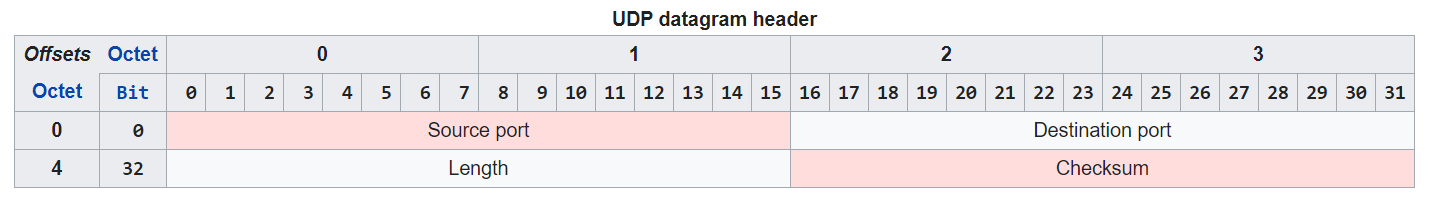 UDP datagram header
Offsets Octet 0 1 2 3
Octet Bit 0 1 2 3 4 5 6 7 8 9 10 11 12 13 14 15 16 17 18 19 20 21 22 23 24 25 26 27 28 29 30 31
0 0 Source port Destination port
4 32 Length Checksum